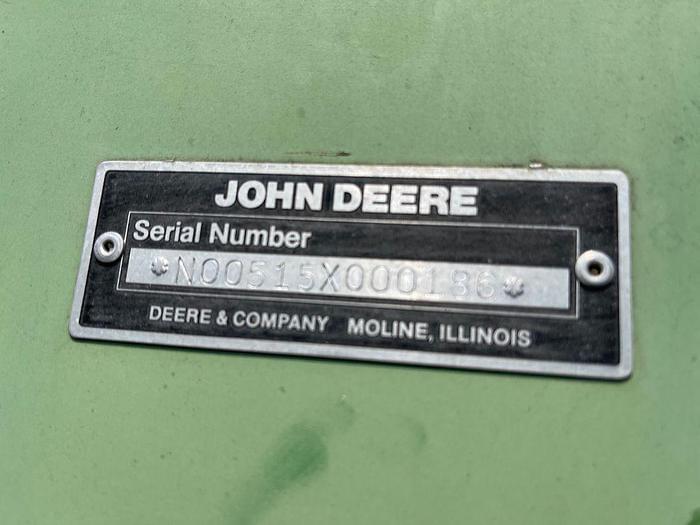 JOHN DEERE
Serial Number
*N00515X000186*
DEERE & COMPANY MOLINE, ILLINOIS